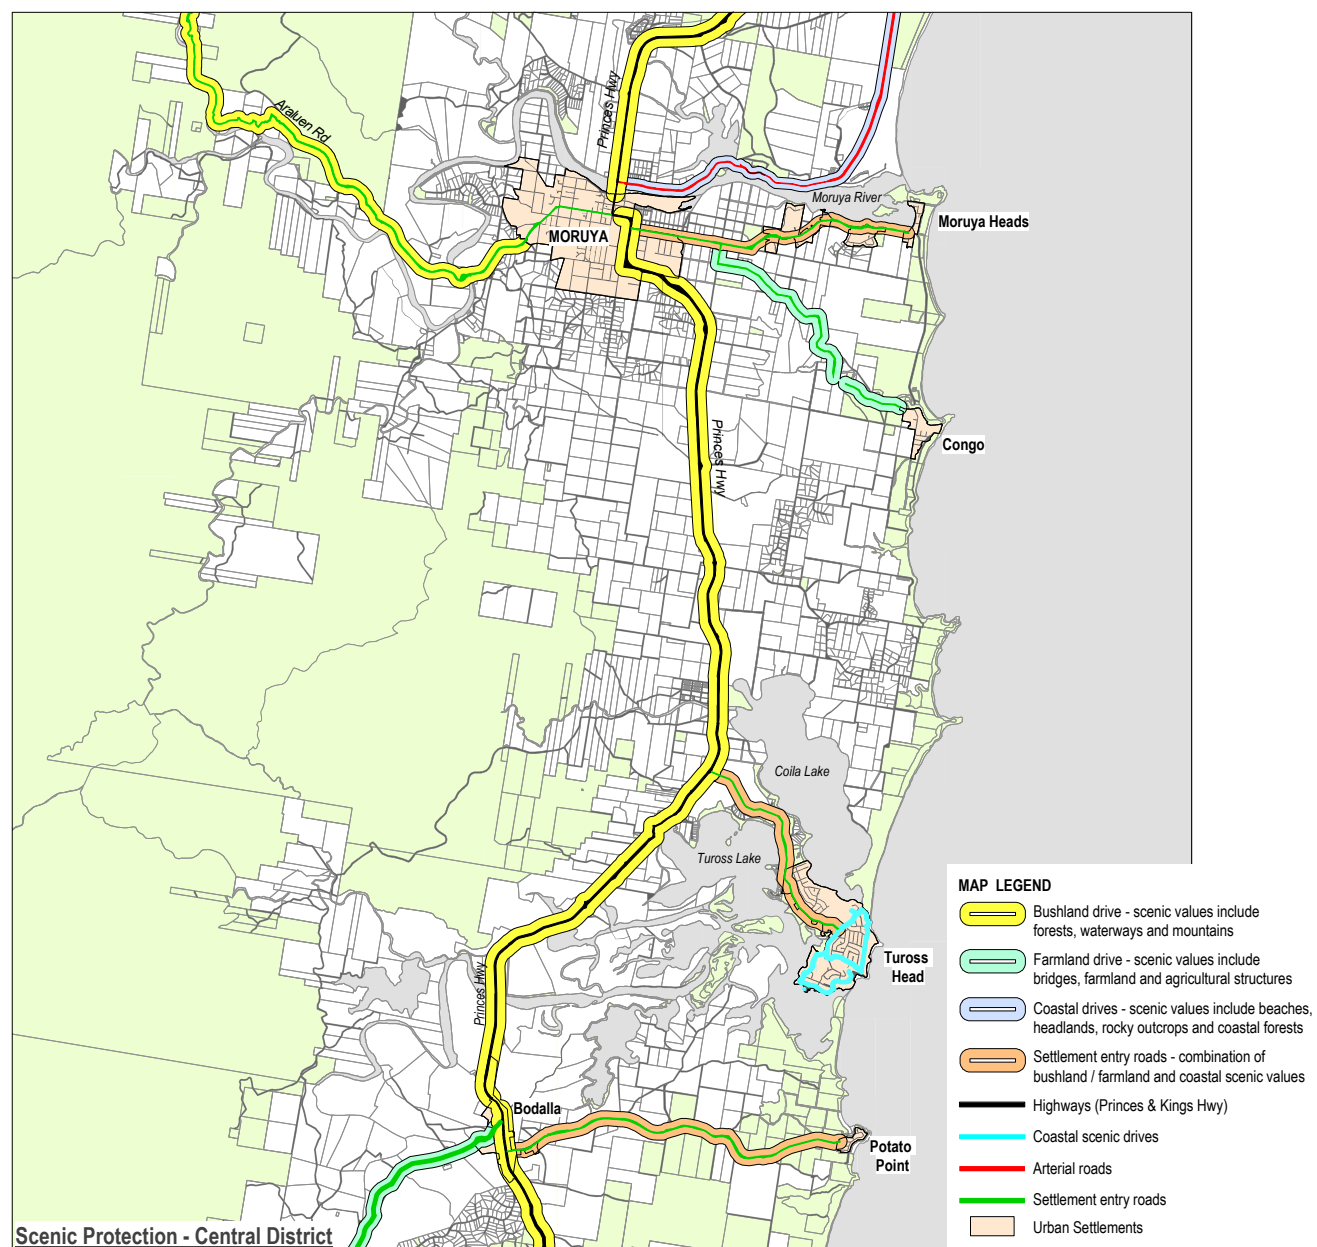 Araluen Rd
Princes Hwy
Moruya River
Moruya Heads
MORUYA
Congo
Princes Hwy
Coila Lake
Tuross Lake
Tuross
Head
Princes Hwy
Bodalla
Potato
Point
MAP LEGEND
Bushland drive - scenic values include
forests, waterways and mountains
Farmland drive - scenic values include
bridges, farmland and agricultural structures
Coastal drives - scenic values include beaches,
headlands, rocky outcrops and coastal forests
Settlement entry roads - combination of
bushland / farmland and coastal scenic values
Highways (Princes & Kings Hwy)
Coastal scenic drives
Arterial roads
Settlement entry roads
Urban Settlements
Scenic Protection - Central District